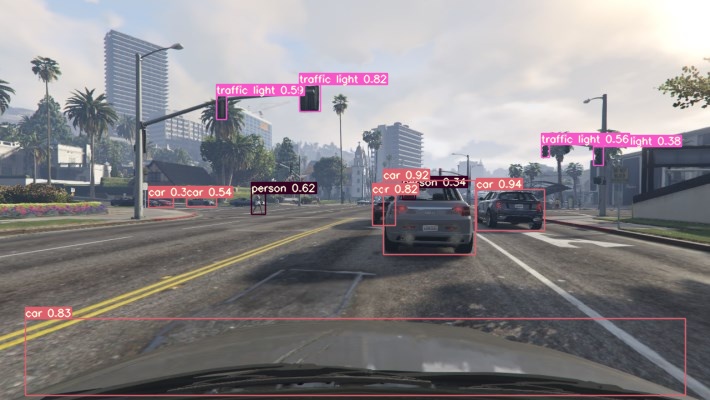 traffic light 0.82
traffic light 0.59
traffic light 0.56
light 0.38
car 0.92
car 0.82
son 0.34
car 0.94
person 0.62
car 0.3
car 0.54
car 0.83